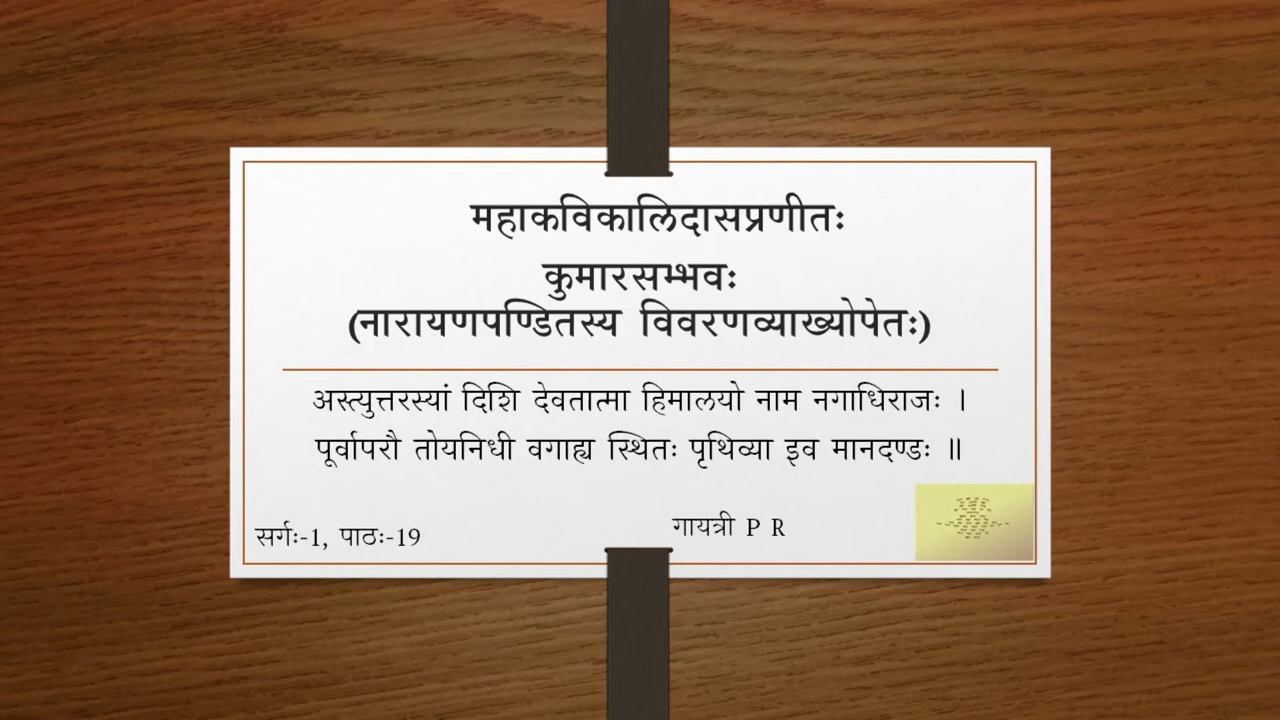 महाकविकालिदासप्रणीतः
कुमारसम्भवः
(नारायणपण्डितस्य विवरणव्याख्योपेतः)
अस्त्युत्तरस्यां दिशि देवतात्मा हिमालयो नाम नगाधिराजः ।
पूर्वापरौ तोयनिधी वगाह्य स्थितः पृथिव्या इव मानदण्डः ॥
सर्गः-1, पाठः-19
गायत्री P R